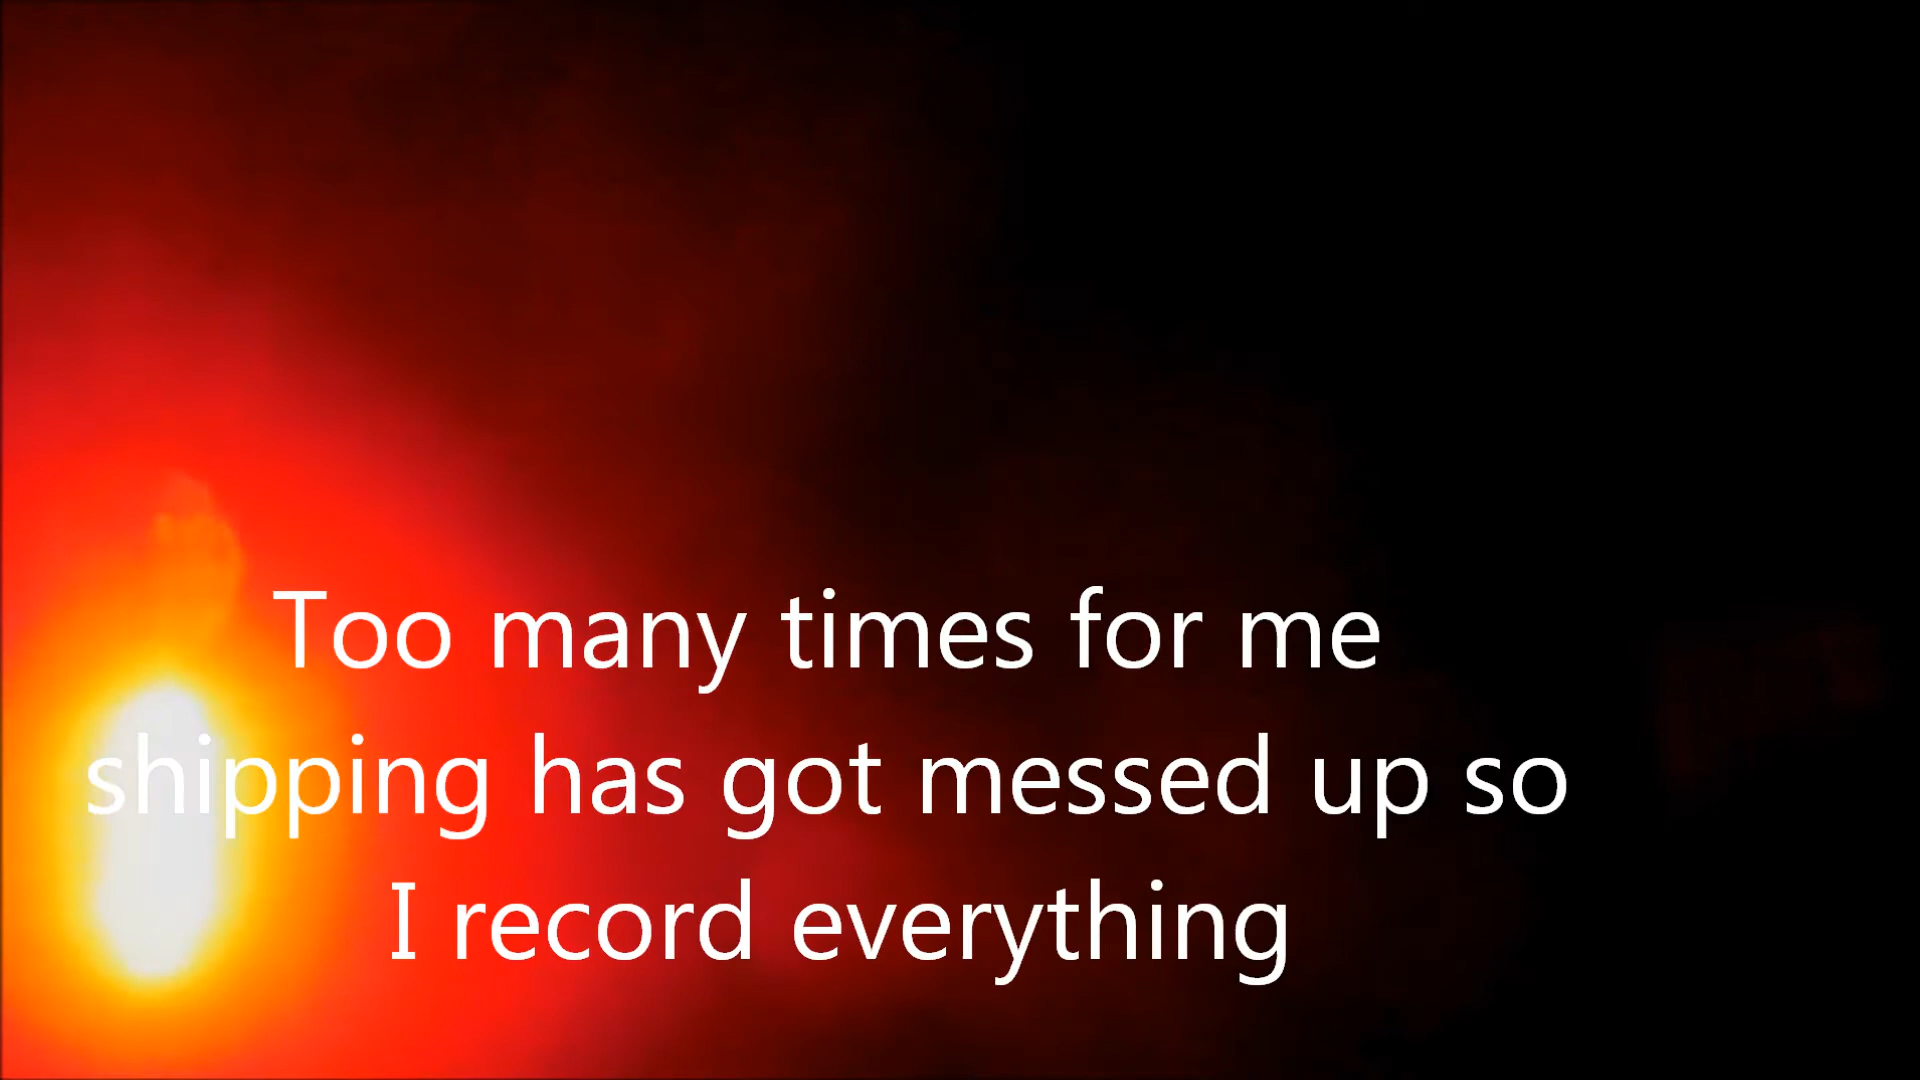 Too many times for me
shipping has got messed up so
I record everything